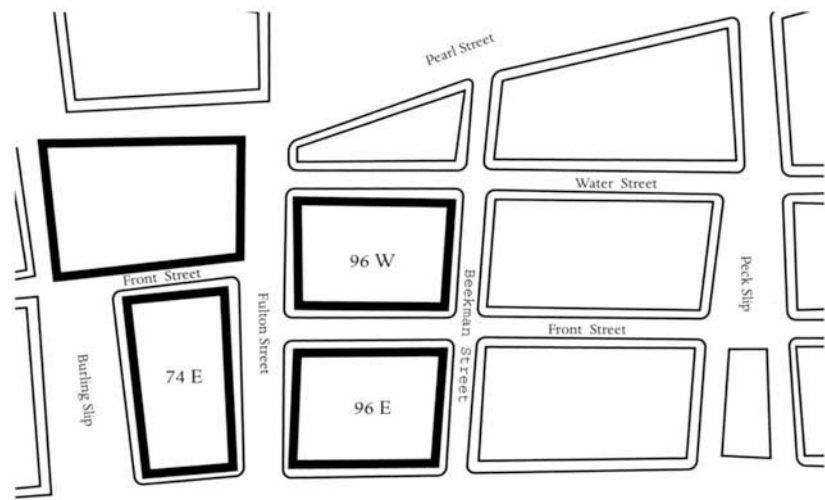 Pearl Street
Water Street
96 W
Front Street
Fulton Street
Beekman Street
Peck Slip
Front Street
Burling Slip
74 E
96 E